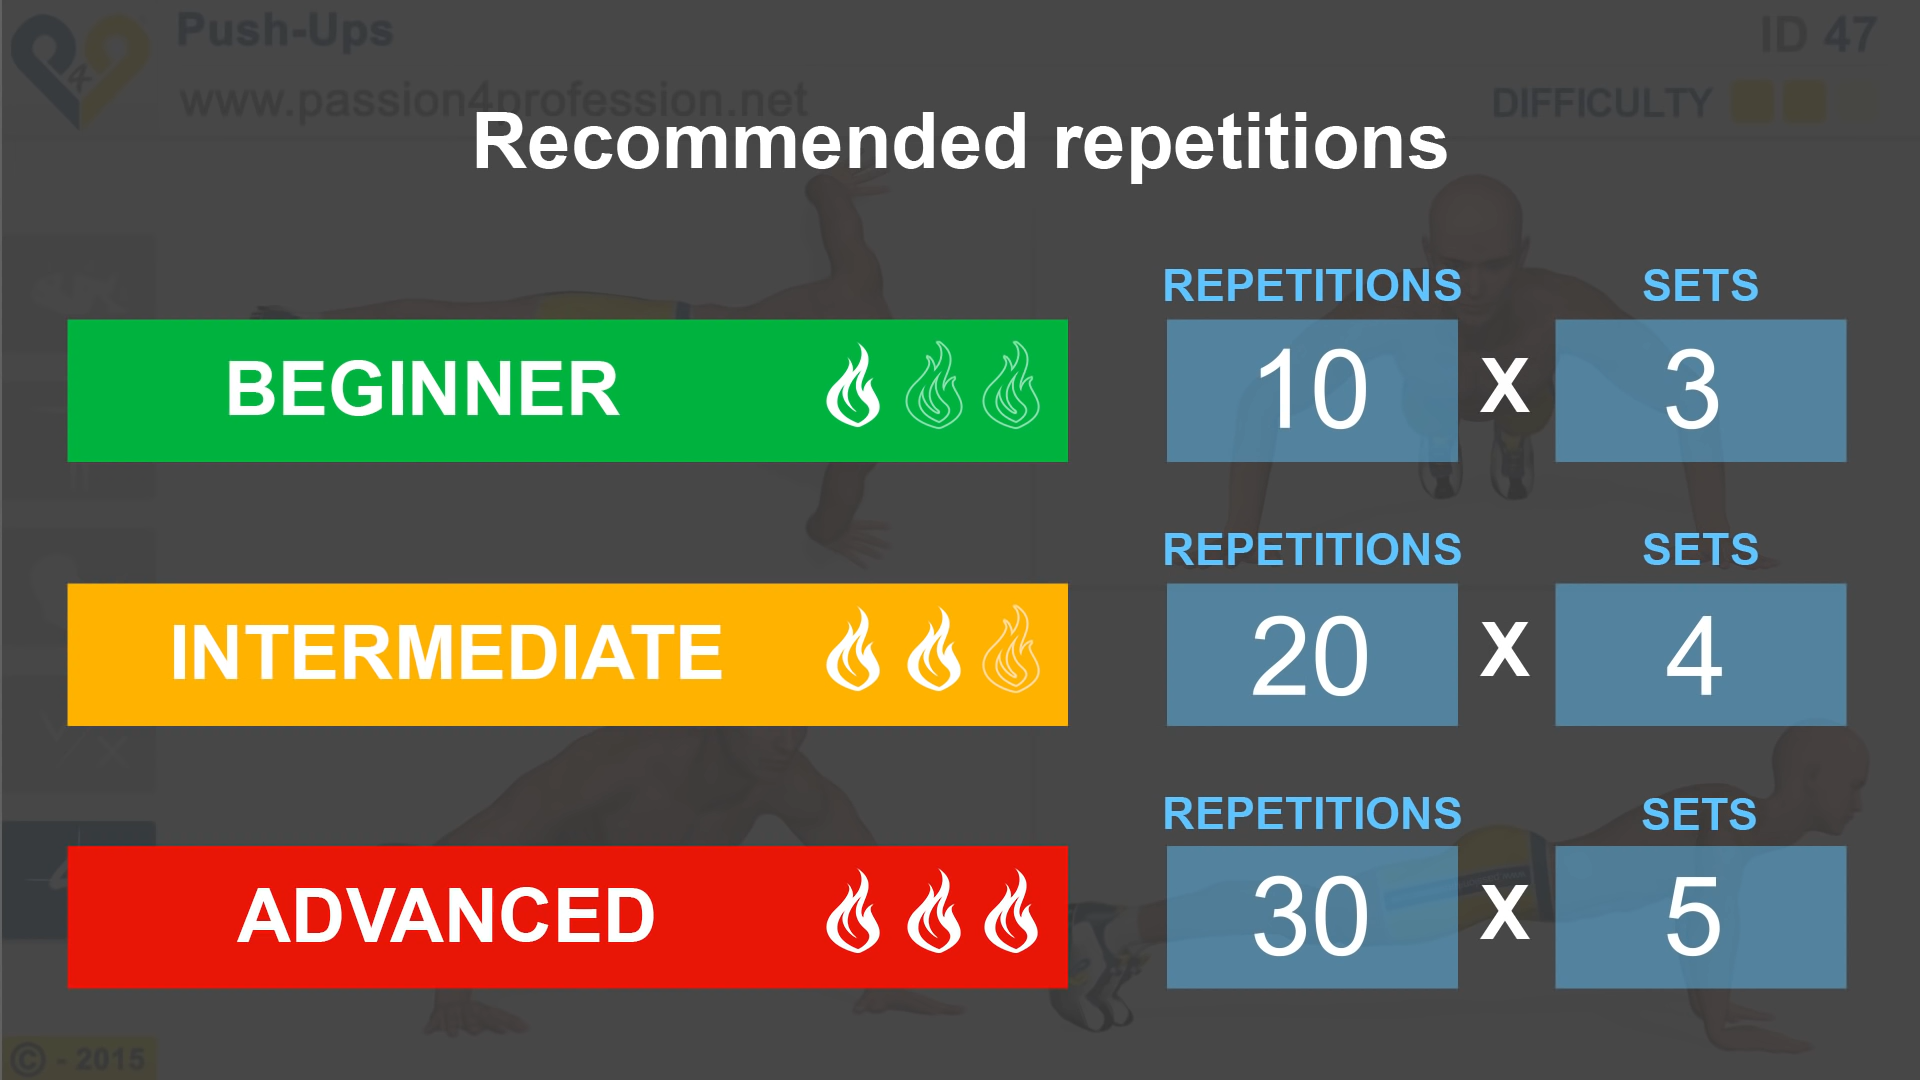 Push-Ups
ID 47
www.passion4profession.net
DIFFICULTY
4
Recommended repetitions
REPETITIONS SETS
BEGINNER 10 X 3
REPETITIONS SETS
INTERMEDIATE 20 X 4
REPETITIONS SETS
ADVANCED 30 X 5
© - 2015